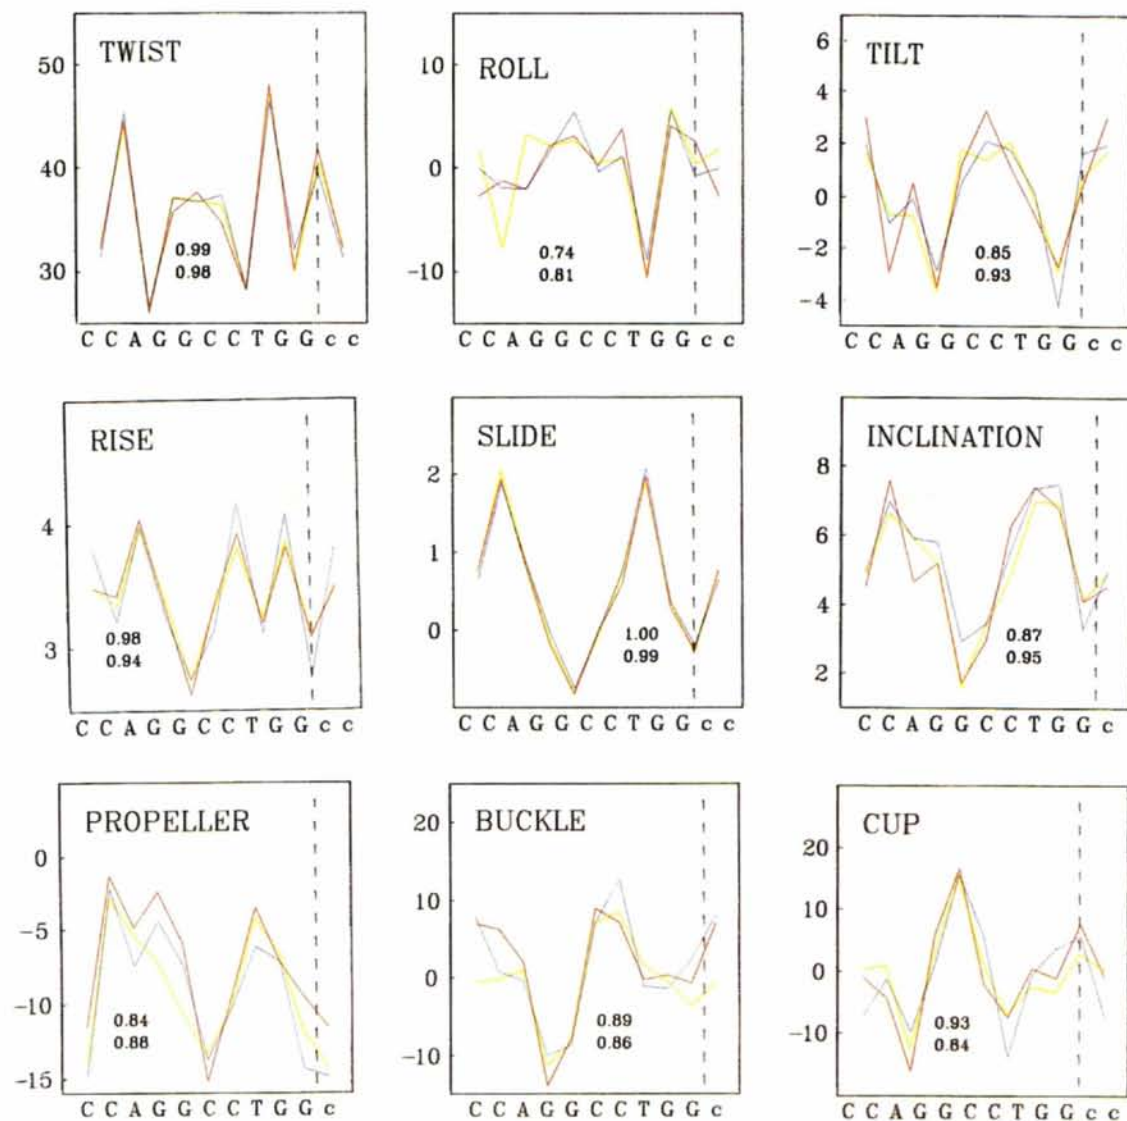 TWIST
50
40
30
0.99
0.98
C C A G G C C T G G c c
ROLL
10
0
-10
0.74
0.81
C C A G G C C T G G c c
TILT
6
4
2
0
-2
-4
0.85
0.93
C C A G G C C T G G c c
RISE
4
3
0.98
0.94
C C A G G C C T G G c c
SLIDE
2
1
0
1.00
0.99
C C A G G C C T G G c c
INCLINATION
8
6
4
2
0.87
0.95
C C A G G C C T G G c
PROPELLER
0
-5
-10
-15
0.84
0.88
C C A G G C C T G G c
BUCKLE
20
10
0
-10
0.89
0.86
C C A G G C C T G G c
CUP
20
10
0
-10
0.93
0.84
C C A G G C C T G G c c